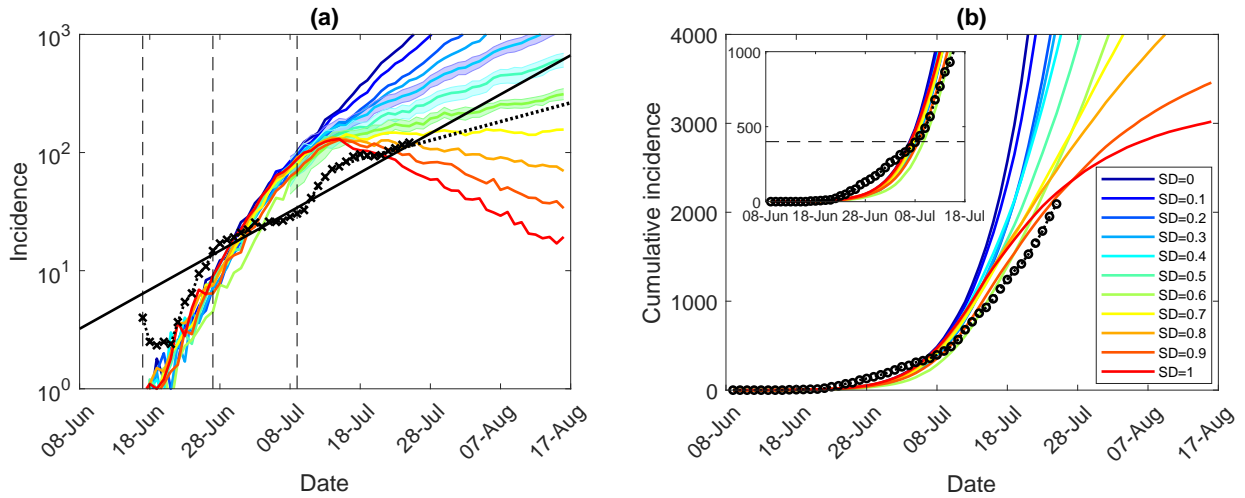 (a)
10^3
10^2
10^1
10^0
Incidence
08-Jun
18-Jun
28-Jun
08-Jul
18-Jul
28-Jul
07-Aug
17-Aug
Date
(b)
4000
3000
2000
1000
0
Cumulative incidence
1000
500
0
08-Jun
18-Jun
28-Jun
08-Jul
18-Jul
SD=0
SD=0.1
SD=0.2
SD=0.3
SD=0.4
SD=0.5
SD=0.6
SD=0.7
SD=0.8
SD=0.9
SD=1
08-Jun
18-Jun
28-Jun
08-Jul
18-Jul
28-Jul
07-Aug
17-Aug
Date